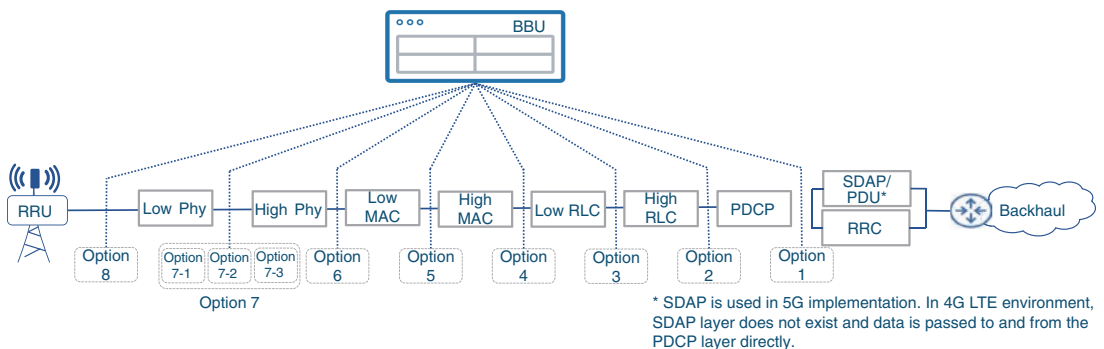 BBU
RRU
Low Phy
High Phy
Low
MAC
High
MAC
Low RLC
High
RLC
PDCP
SDAP/
PDU*
RRC
Backhaul
Option
8
Option
7-1
Option
7-2
Option
7-3
Option 7
Option
6
Option
5
Option
4
Option
3
Option
2
Option
1
* SDAP is used in 5G implementation. In 4G LTE environment,
SDAP layer does not exist and data is passed to and from the
PDCP layer directly.